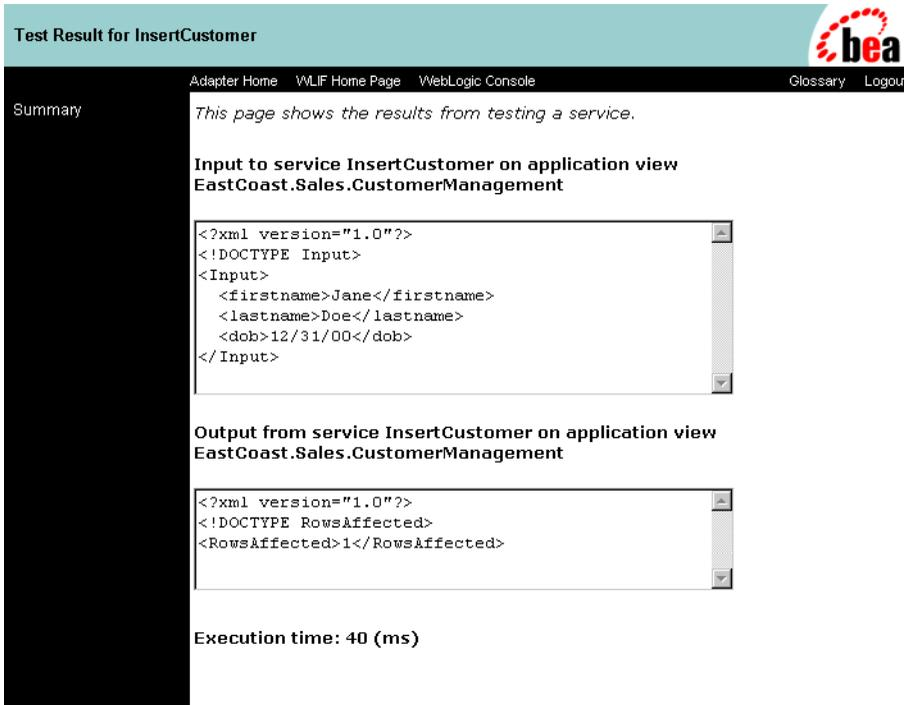 Test Result for InsertCustomer
bea
Adapter Home WLIF Home Page WebLogic Console Glossary Logou
Summary
This page shows the results from testing a service.
Input to service InsertCustomer on application view
EastCoast.Sales.CustomerManagement
<?xml version="1.0"?>
<!DOCTYPE Input>
<Input>
  <firstname>Jane</firstname>
  <lastname>Doe</lastname>
  <dob>12/31/00</dob>
</Input>
Output from service InsertCustomer on application view
EastCoast.Sales.CustomerManagement
<?xml version="1.0"?>
<!DOCTYPE RowsAffected>
<RowsAffected>1</RowsAffected>
Execution time: 40 (ms)